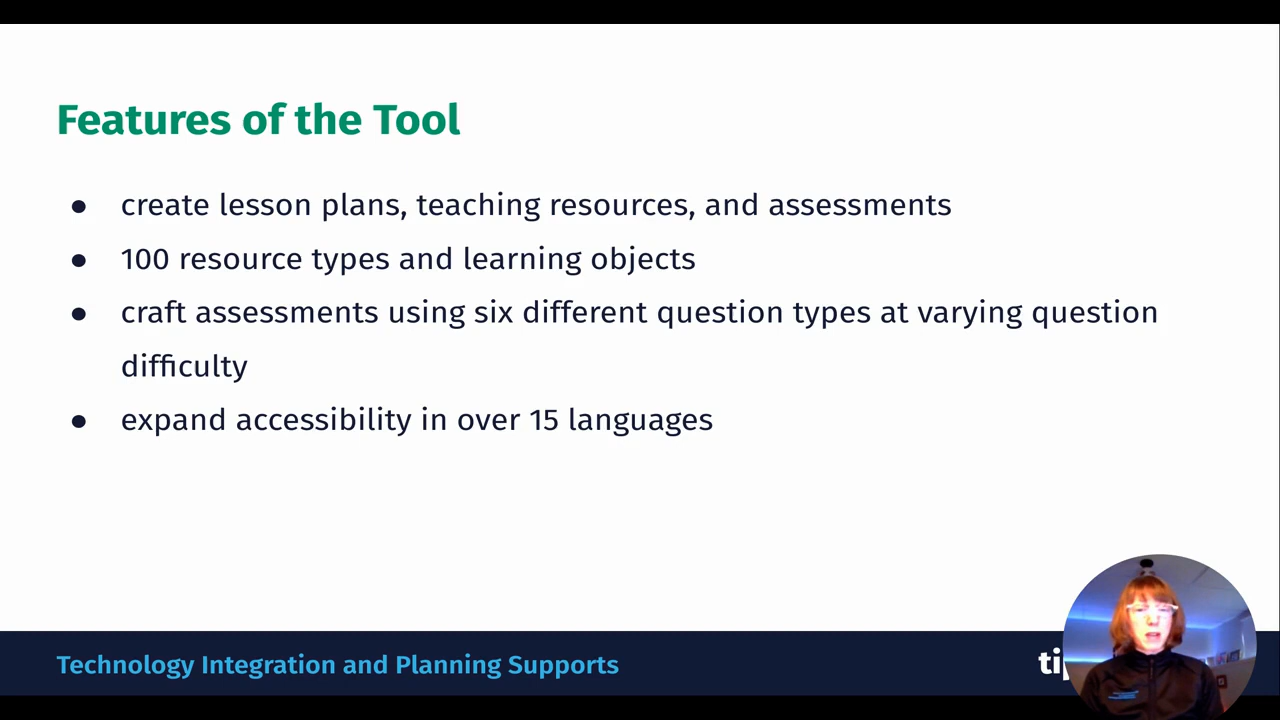 Features of the Tool
● create lesson plans, teaching resources, and assessments
● 100 resource types and learning objects
● craft assessments using six different question types at varying question
difficulty
● expand accessibility in over 15 languages
Technology Integration and Planning Supports